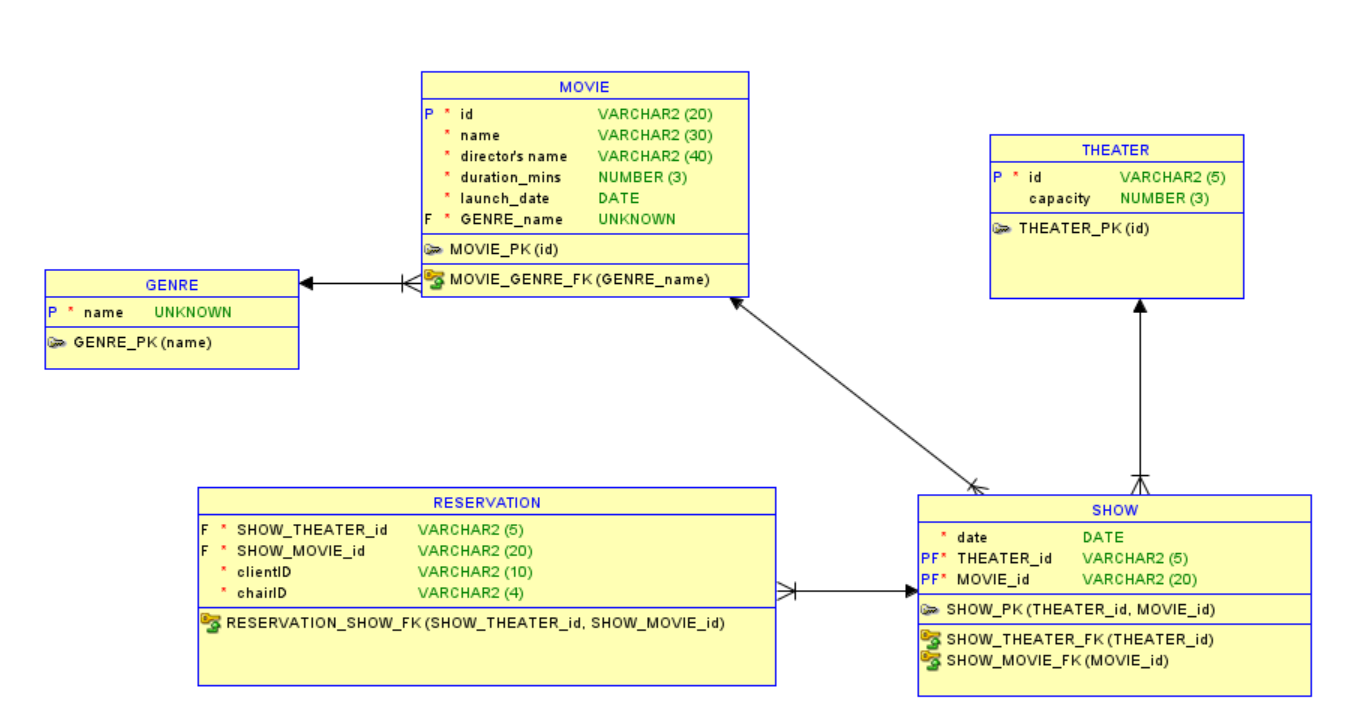 MOVIE
P * id VARCHAR2 (20)
* name VARCHAR2 (30)
* director's name VARCHAR2 (40)
* duration_mins NUMBER (3)
* launch_date DATE
F * GENRE_name UNKNOWN
MOVIE_PK (id)
MOVIE_GENRE_FK (GENRE_name)
THEATER
P * id VARCHAR2 (5)
capacity NUMBER (3)
THEATER_PK (id)
GENRE
P * name UNKNOWN
GENRE_PK (name)
RESERVATION
F * SHOW_THEATER_id VARCHAR2 (5)
F * SHOW_MOVIE_id VARCHAR2 (20)
* clientID VARCHAR2 (10)
* chairID VARCHAR2 (4)
RESERVATION_SHOW_FK (SHOW_THEATER_id, SHOW_MOVIE_id)
SHOW
* date DATE
PF* THEATER_id VARCHAR2 (5)
PF* MOVIE_id VARCHAR2 (20)
SHOW_PK (THEATER_id, MOVIE_id)
SHOW_THEATER_FK (THEATER_id)
SHOW_MOVIE_FK (MOVIE_id)